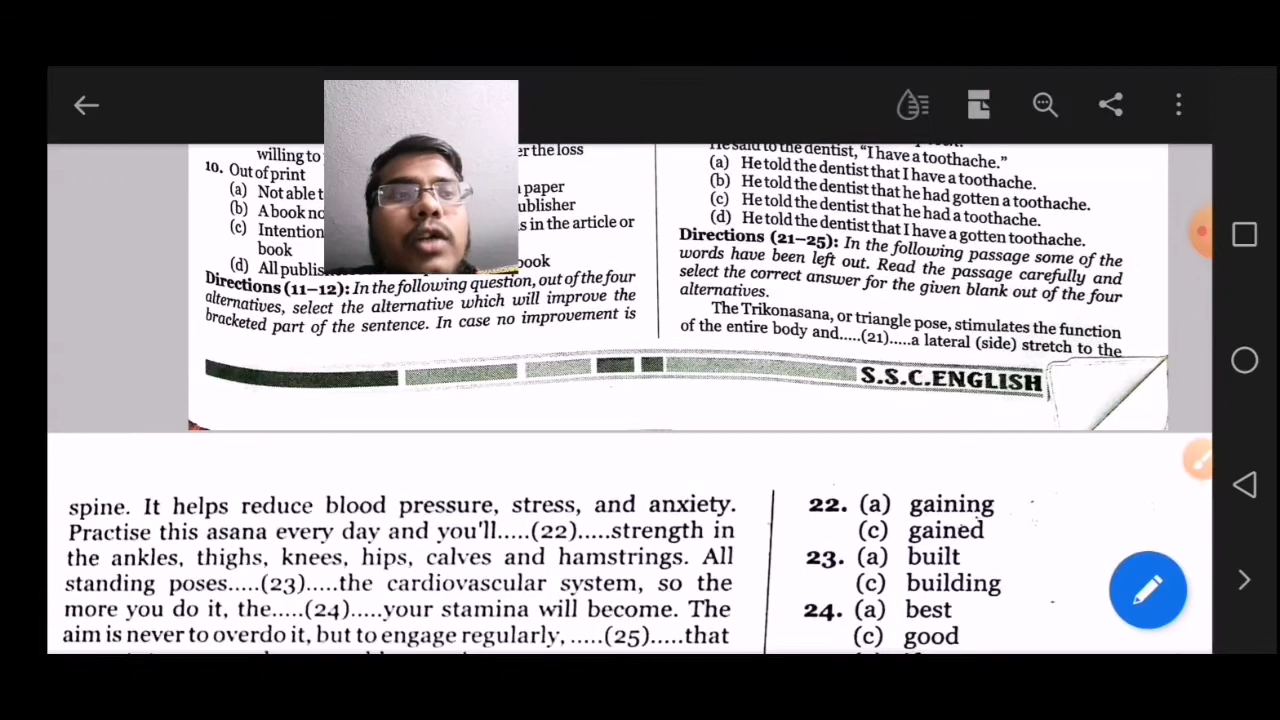 willing to
er the loss
10. Out of print
(a) Not able t
paper
(b) A book no
ublisher
(c) Intention
s in the article or
book
(d) All publis
ook
Directions (11–12): In the following question, out of the four
alternatives, select the alternative which will improve the
bracketed part of the sentence. In case no improvement is
He said to the dentist, “I have a toothache.”
(a) He told the dentist that I have a toothache.
(b) He told the dentist that he had gotten a toothache.
(c) He told the dentist that he had a toothache.
(d) He told the dentist that I have a gotten toothache.
Directions (21–25): In the following passage some of the
words have been left out. Read the passage carefully and
select the correct answer for the given blank out of the four
alternatives.
The Trikonasana, or triangle pose, stimulates the function
of the entire body and.....(21).....a lateral (side) stretch to the
S.S.C.ENGLISH
spine. It helps reduce blood pressure, stress, and anxiety.
Practise this asana every day and you'll.....(22).....strength in
the ankles, thighs, knees, hips, calves and hamstrings. All
standing poses.....(23).....the cardiovascular system, so the
more you do it, the.....(24).....your stamina will become. The
aim is never to overdo it, but to engage regularly, .....(25).....that
22. (a) gaining
(c) gained
23. (a) built
(c) building
24. (a) best
(c) good